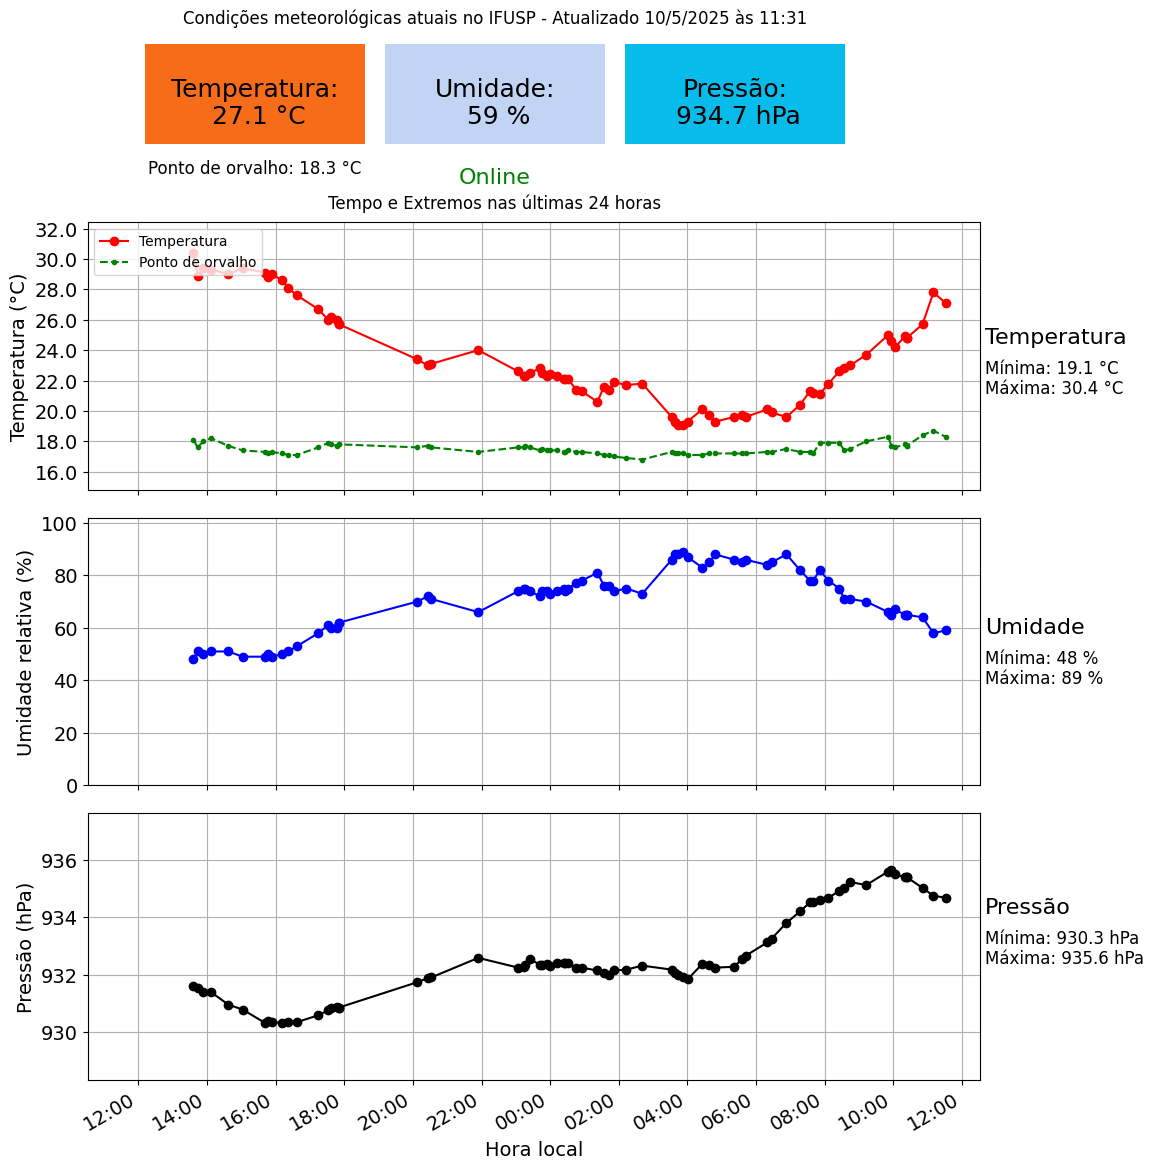 Condições meteorológicas atuais no IFUSP - Atualizado 10/5/2025 às 11:31
Temperatura:
27.1 °C
Umidade:
59 %
Pressão:
934.7 hPa
Ponto de orvalho: 18.3 °C
Online
Tempo e Extremos nas últimas 24 horas
Temperatura (°C)
32.0
30.0
28.0
26.0
24.0
22.0
20.0
18.0
16.0
Temperatura
Ponto de orvalho
Temperatura
Mínima: 19.1 °C
Máxima: 30.4 °C
Umidade relativa (%)
100
80
60
40
20
0
Umidade
Mínima: 48 %
Máxima: 89 %
Pressão (hPa)
936
934
932
930
Pressão
Mínima: 930.3 hPa
Máxima: 935.6 hPa
12:00 14:00 16:00 18:00 20:00 22:00 00:00 02:00 04:00 06:00 08:00 10:00 12:00
Hora local